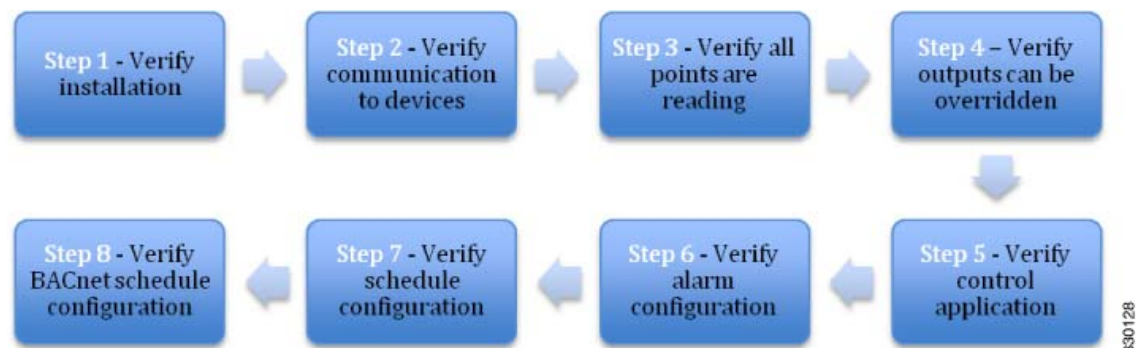 Step 1 - Verify
installation
Step 2 - Verify
communication
to devices
Step 3 - Verify all
points are
reading
Step 4 – Verify
outputs can be
overridden
Step 5 - Verify
control
application
Step 6 - Verify
alarm
configuration
Step 7 - Verify
schedule
configuration
Step 8 - Verify
BACnet schedule
configuration
330128